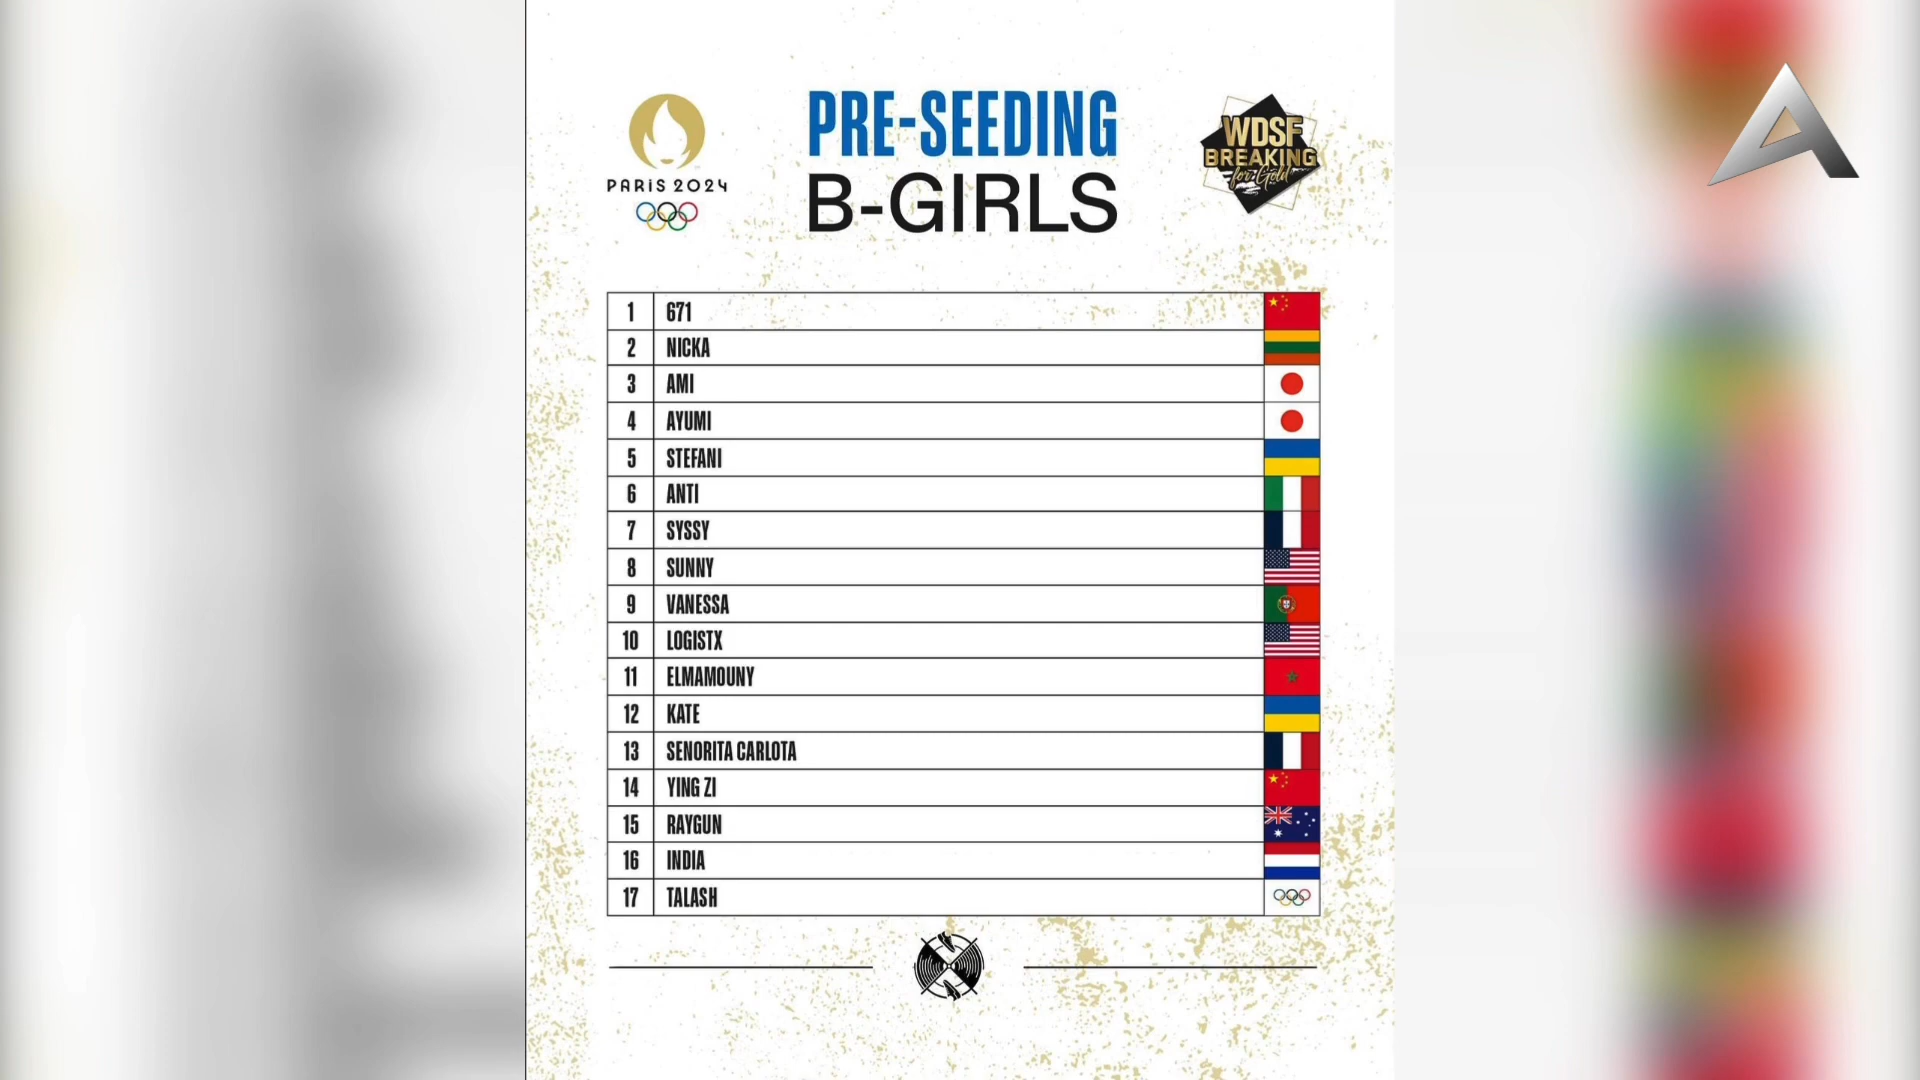 PRE-SEEDING
B-GIRLS
PARIS 2024
WDSF
BREAKING
for Gold
1 671
2 NICKA
3 AMI
4 AYUMI
5 STEFANI
6 ANTI
7 SYSSY
8 SUNNY
9 VANESSA
10 LOGISTX
11 ELMAMOUNY
12 KATE
13 SENORITA CARLOTA
14 YING ZI
15 RAYGUN
16 INDIA
17 TALASH
A